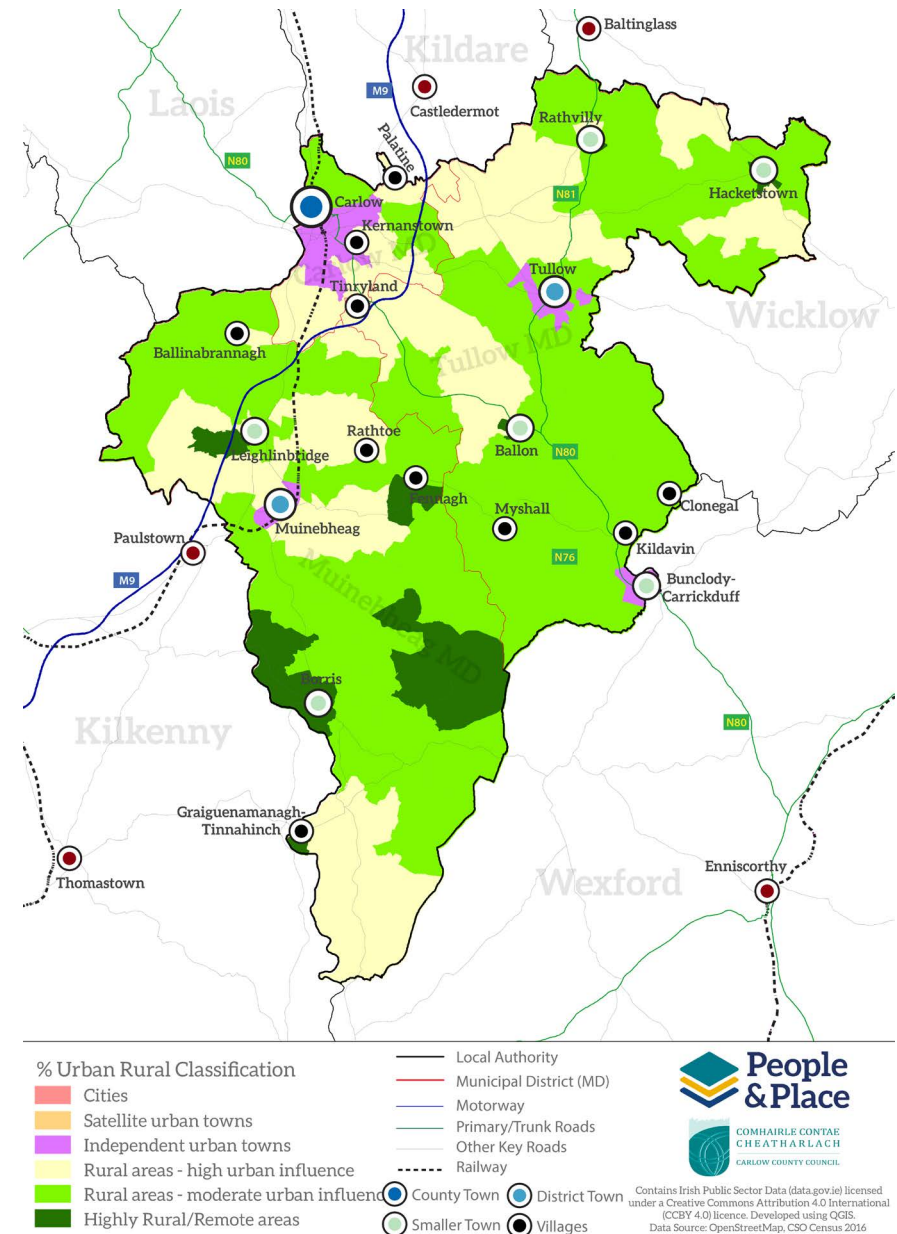 Baltinglass
Kildare
M9
Laois
Castledermot
Rathvilly
Palatine
N80
Hacketstown
N81
Carlow
Kernanstown
Carlow MD
Tullow
Tinryland
Wicklow
Ballinabrannagh
Tullow MD
Rathtoe
Ballon
Leighlinbridge
N80
Fennagh
Clonegal
Myshall
Muinebheag
Paulstown
Kildavin
N76
M9
Bunclody-
Carrickduff
Muinebheag MD
Borris
Kilkenny
N80
Graiguenamanagh-
Tinnahinch
Enniscorthy
Thomastown
Wexford
% Urban Rural Classification
Cities
Satellite urban towns
Independent urban towns
Rural areas - high urban influence
Rural areas - moderate urban influenc
Highly Rural/Remote areas
Local Authority
Municipal District (MD)
Motorway
Primary/Trunk Roads
Other Key Roads
Railway
County Town
District Town
Smaller Town
Villages
People
&Place
COMHAIRLE CONTAE
CHEATHARLACH
CARLOW COUNTY COUNCIL
Contains Irish Public Sector Data (data.gov.ie) licensed
under a Creative Commons Attribution 4.0 International
(CCBY 4.0) licence. Developed using QGIS.
Data Source: OpenStreetMap, CSO Census 2016